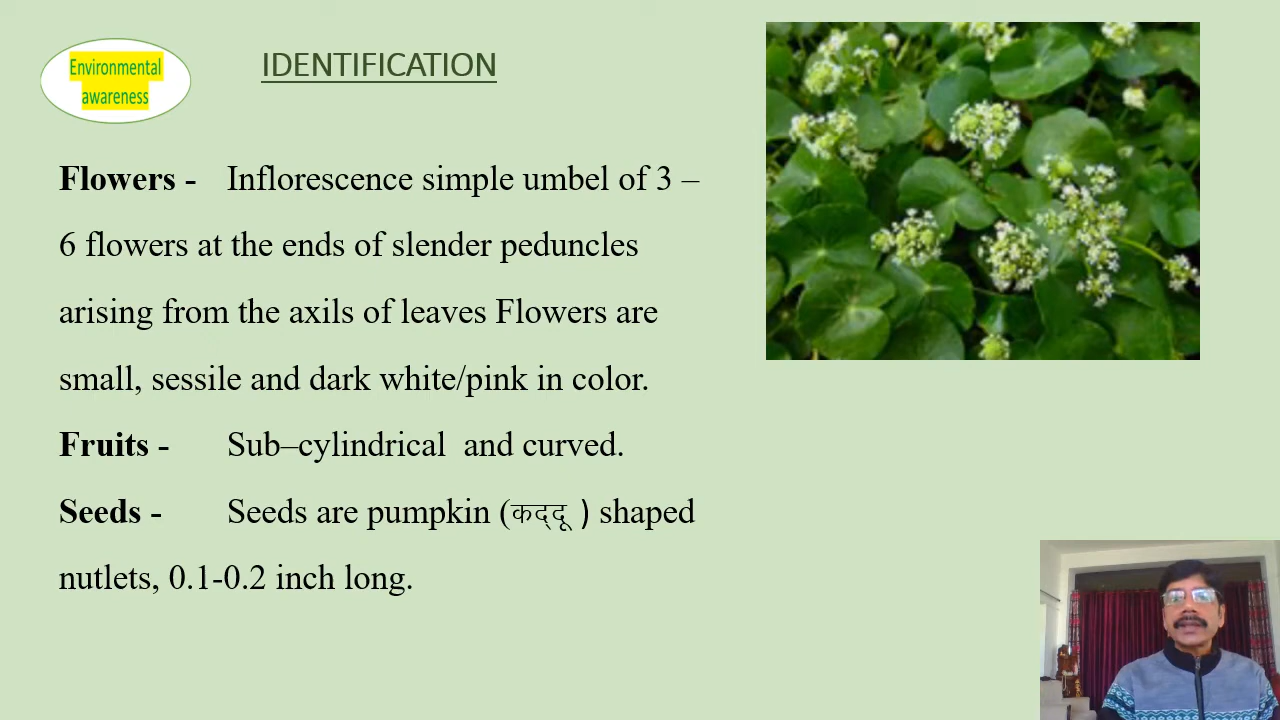 Environmental
awareness
IDENTIFICATION
Flowers - Inflorescence simple umbel of 3 –
6 flowers at the ends of slender peduncles
arising from the axils of leaves Flowers are
small, sessile and dark white/pink in color.
Fruits - Sub–cylindrical and curved.
Seeds - Seeds are pumpkin (कद्दू ) shaped
nutlets, 0.1-0.2 inch long.